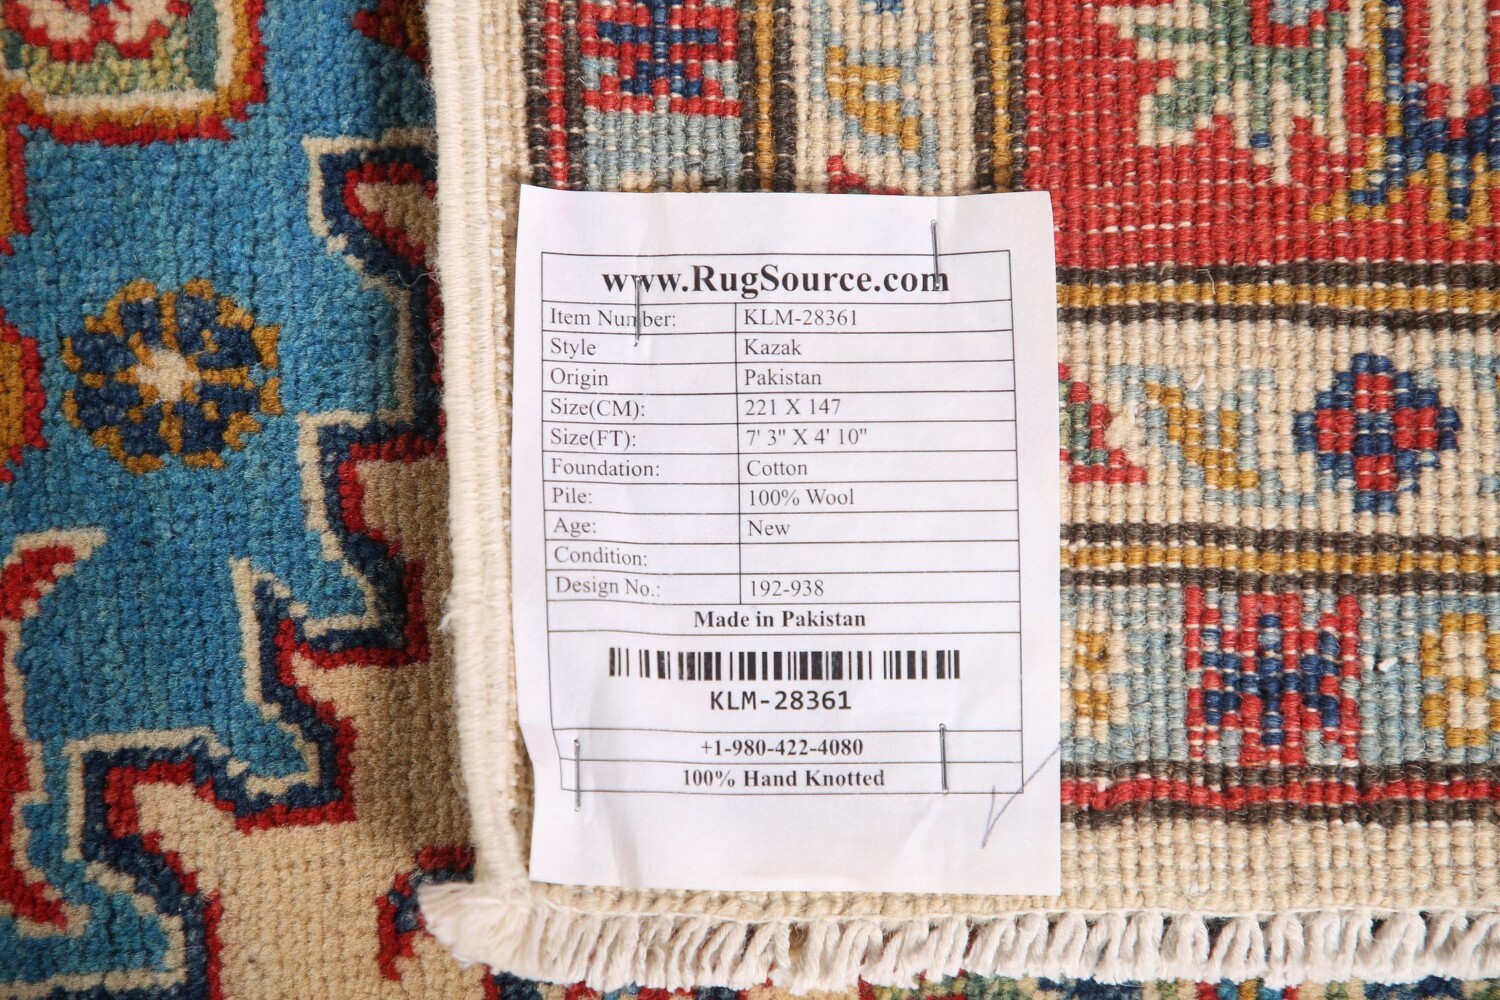 www.RugSource.com
Item Number: KLM-28361
Style Kazak
Origin Pakistan
Size(CM): 221 X 147
Size(FT): 7' 3" X 4' 10"
Foundation: Cotton
Pile: 100% Wool
Age: New
Condition:
Design No.: 192-938
Made in Pakistan
KLM-28361
+1-980-422-4080
100% Hand Knotted